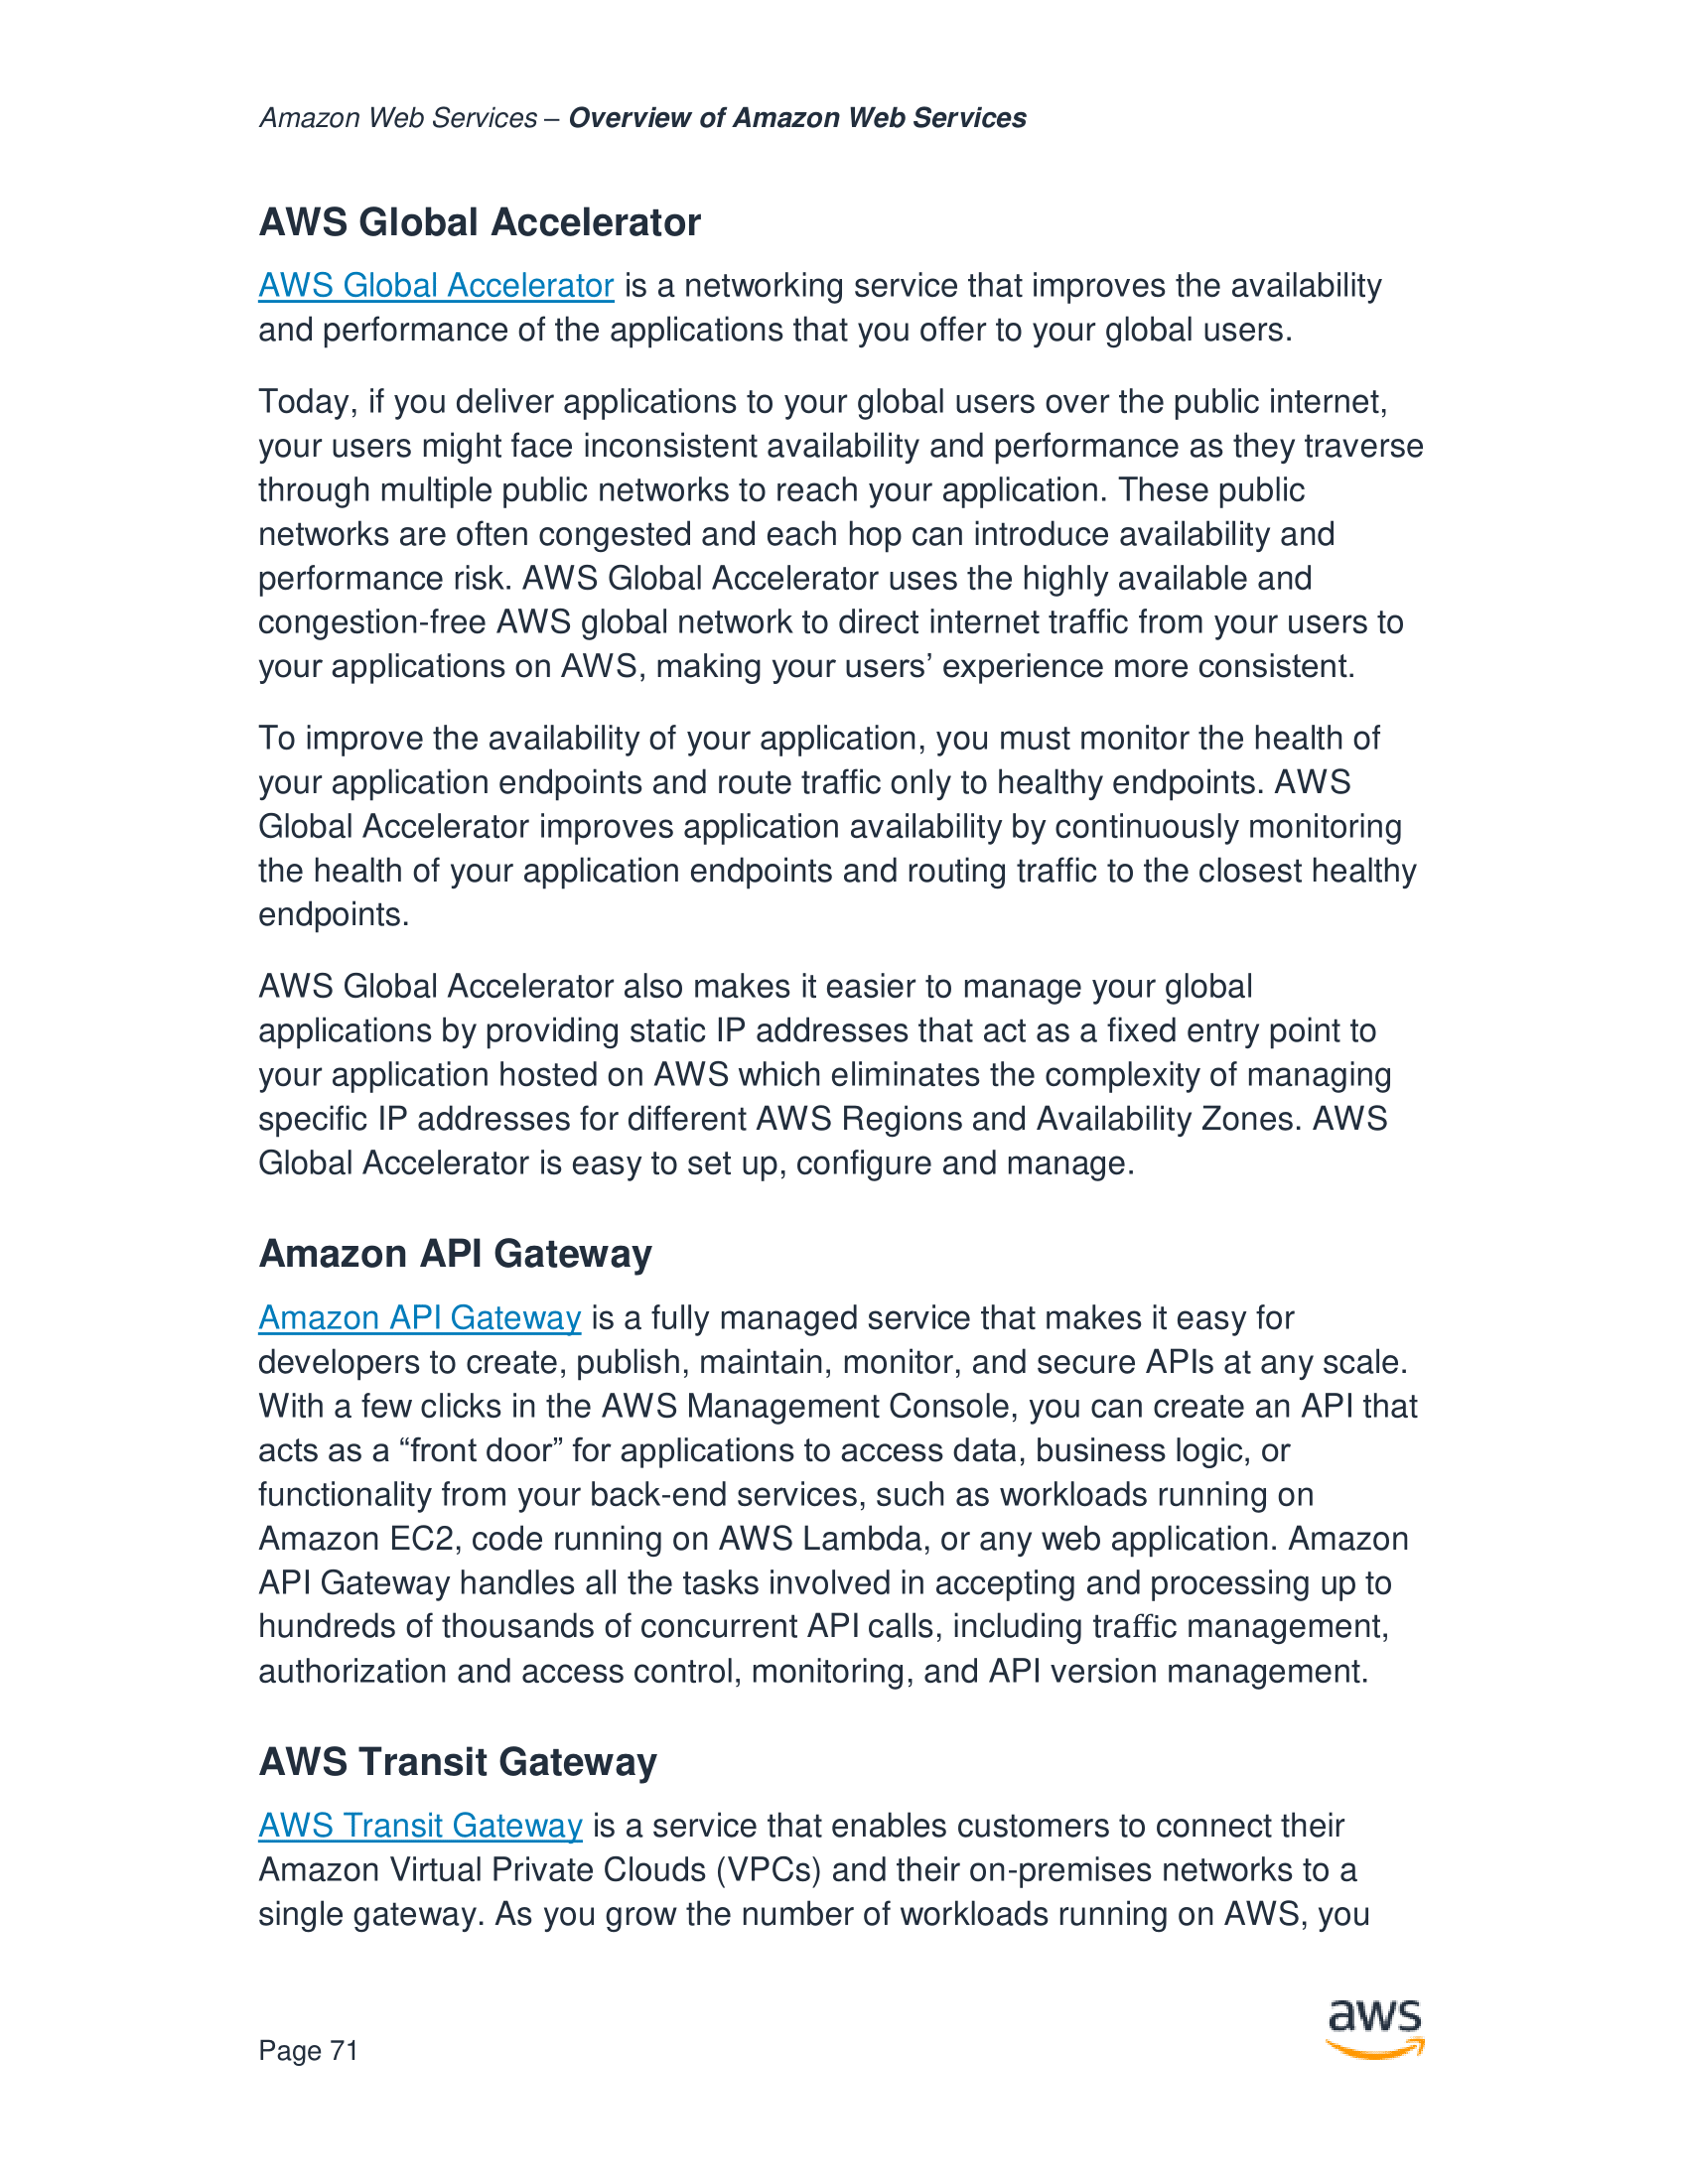 Amazon Web Services – Overview of Amazon Web Services
AWS Global Accelerator
AWS Global Accelerator is a networking service that improves the availability
and performance of the applications that you offer to your global users.
Today, if you deliver applications to your global users over the public internet,
your users might face inconsistent availability and performance as they traverse
through multiple public networks to reach your application. These public
networks are often congested and each hop can introduce availability and
performance risk. AWS Global Accelerator uses the highly available and
congestion-free AWS global network to direct internet traffic from your users to
your applications on AWS, making your users’ experience more consistent.
To improve the availability of your application, you must monitor the health of
your application endpoints and route traffic only to healthy endpoints. AWS
Global Accelerator improves application availability by continuously monitoring
the health of your application endpoints and routing traffic to the closest healthy
endpoints.
AWS Global Accelerator also makes it easier to manage your global
applications by providing static IP addresses that act as a fixed entry point to
your application hosted on AWS which eliminates the complexity of managing
specific IP addresses for different AWS Regions and Availability Zones. AWS
Global Accelerator is easy to set up, configure and manage.
Amazon API Gateway
Amazon API Gateway is a fully managed service that makes it easy for
developers to create, publish, maintain, monitor, and secure APIs at any scale.
With a few clicks in the AWS Management Console, you can create an API that
acts as a “front door” for applications to access data, business logic, or
functionality from your back-end services, such as workloads running on
Amazon EC2, code running on AWS Lambda, or any web application. Amazon
API Gateway handles all the tasks involved in accepting and processing up to
hundreds of thousands of concurrent API calls, including traffic management,
authorization and access control, monitoring, and API version management.
AWS Transit Gateway
AWS Transit Gateway is a service that enables customers to connect their
Amazon Virtual Private Clouds (VPCs) and their on-premises networks to a
single gateway. As you grow the number of workloads running on AWS, you
aws
Page 71